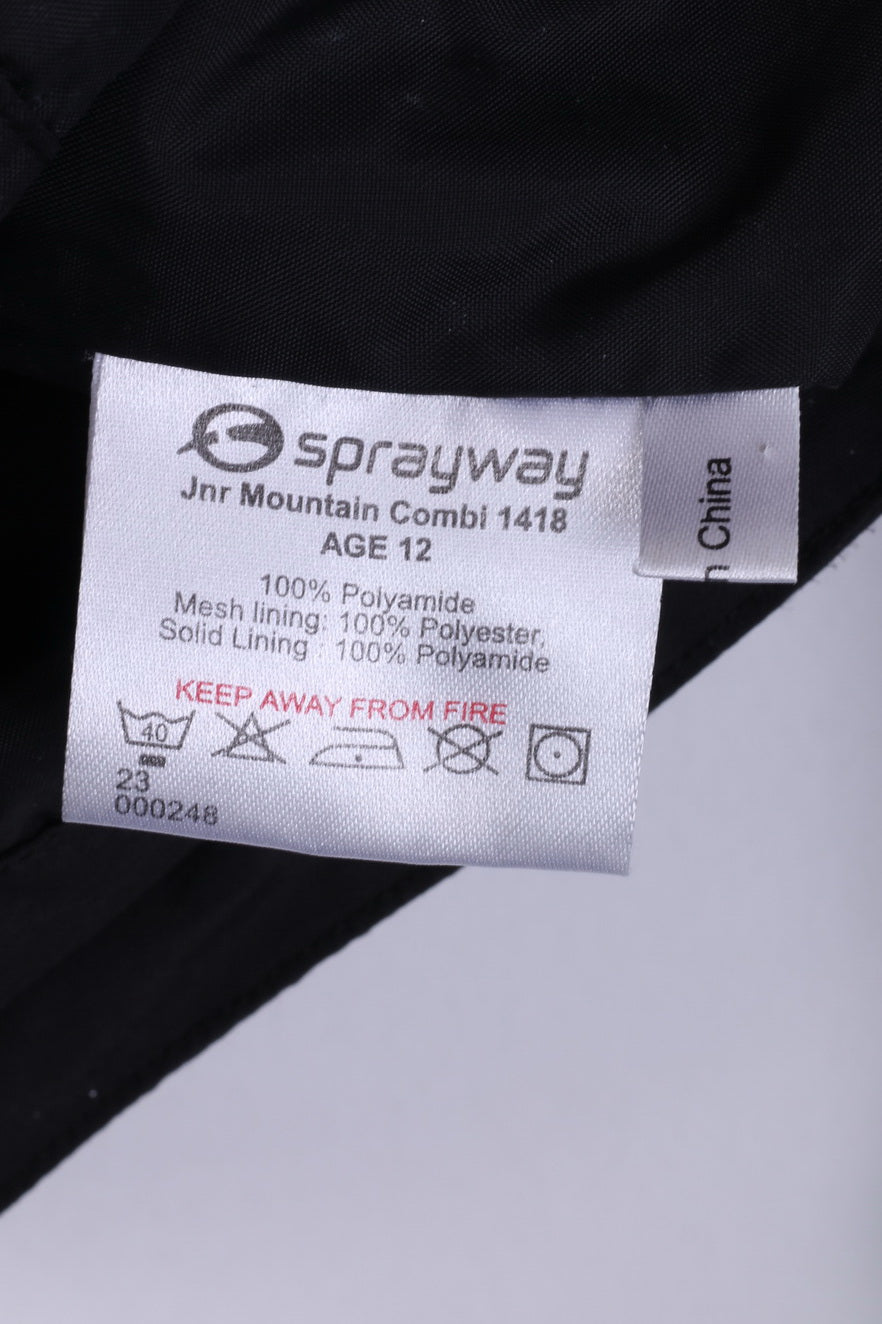 sprayway
Jnr Mountain Combi 1418
AGE 12
100% Polyamide
Mesh lining: 100% Polyester,
Solid Lining : 100% Polyamide
KEEP AWAY FROM FIRE
40
23
000248
China